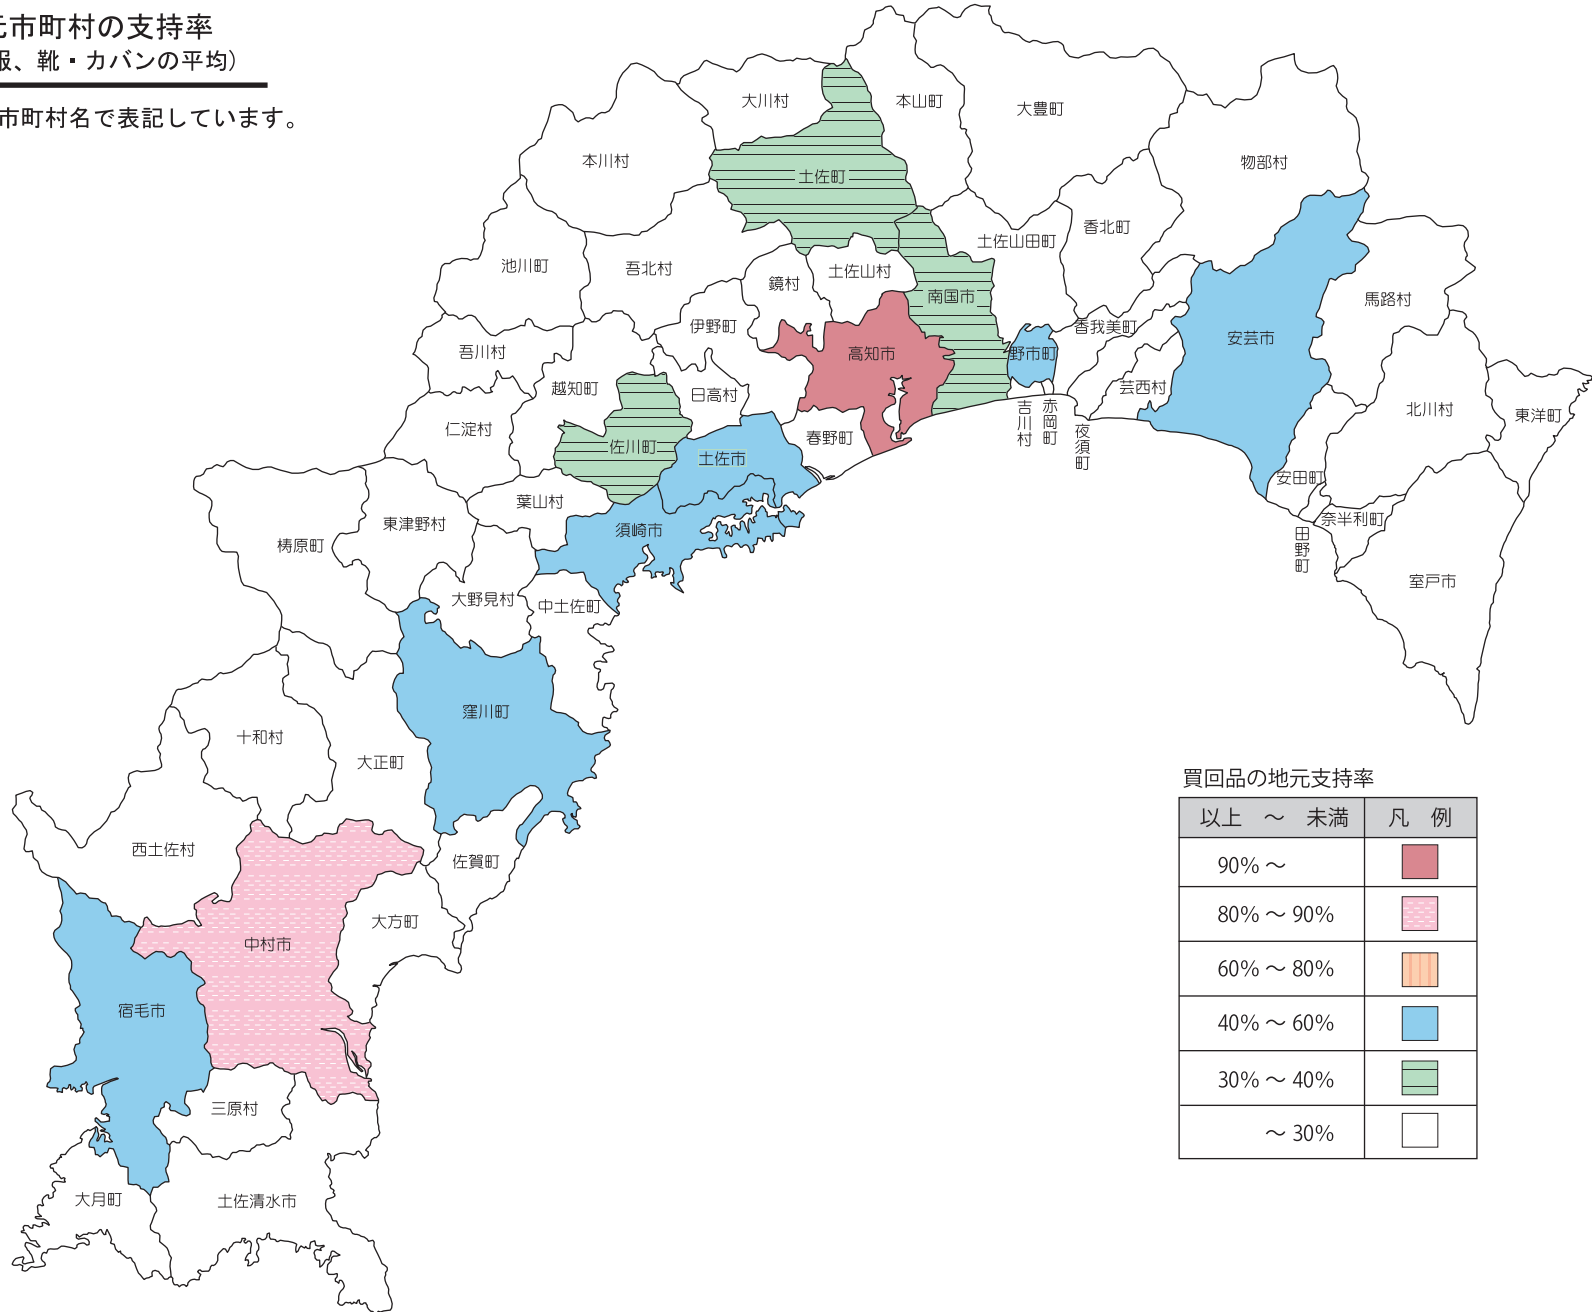 元市町村の支持率
服、靴・カバンの平均）
市町村名で表記しています。
大川村
本山町
大豊町
本川村
物部村
土佐町
香北町
土佐山田町
池川町
吾北村
鏡村
土佐山村
南国市
馬路村
伊野町
香我美町
安芸市
吾川村
高知市
野市町
越知町
日高村
芸西村
北川村
東洋町
仁淀村
佐川町
春野町
吉川村
赤岡町
夜須町
土佐市
安田町
葉山村
東津野村
須崎市
奈半利町
梼原町
田野町
室戸市
大野見村
中土佐町
窪川町
十和村
大正町
西土佐村
佐賀町
大方町
中村市
宿毛市
三原村
大月町
土佐清水市
買回品の地元支持率
以上 ～ 未満 凡 例
90% ～
80% ～ 90%
60% ～ 80%
40% ～ 60%
30% ～ 40%
～ 30%